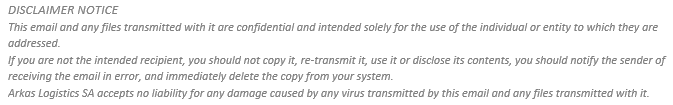 DISCLAIMER NOTICE
This email and any files transmitted with it are confidential and intended solely for the use of the individual or entity to which they are
addressed.
If you are not the intended recipient, you should not copy it, re-transmit it, use it or disclose its contents, you should notify the sender of
receiving the email in error, and immediately delete the copy from your system.
Arkas Logistics SA accepts no liability for any damage caused by any virus transmitted by this email and any files transmitted with it.